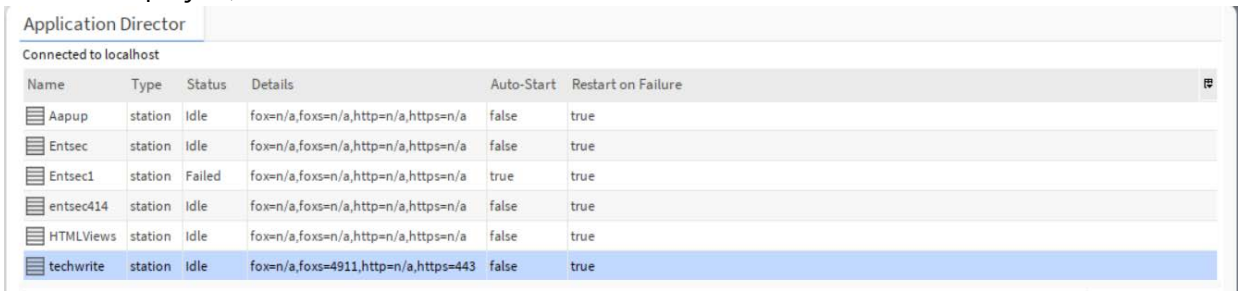 Application Director
Connected to localhost
Name Type Status Details Auto-Start Restart on Failure
Aapup station Idle fox=n/a,foxs=n/a,http=n/a,https=n/a false true
Entsec station Idle fox=n/a,foxs=n/a,http=n/a,https=n/a false true
Entsec1 station Failed fox=n/a,foxs=n/a,http=n/a,https=n/a true true
entsec414 station Idle fox=n/a,foxs=n/a,http=n/a,https=n/a false true
HTMLViews station Idle fox=n/a,foxs=n/a,http=n/a,https=n/a false true
techwrite station Idle fox=n/a,foxs=4911,http=n/a,https=443 false true